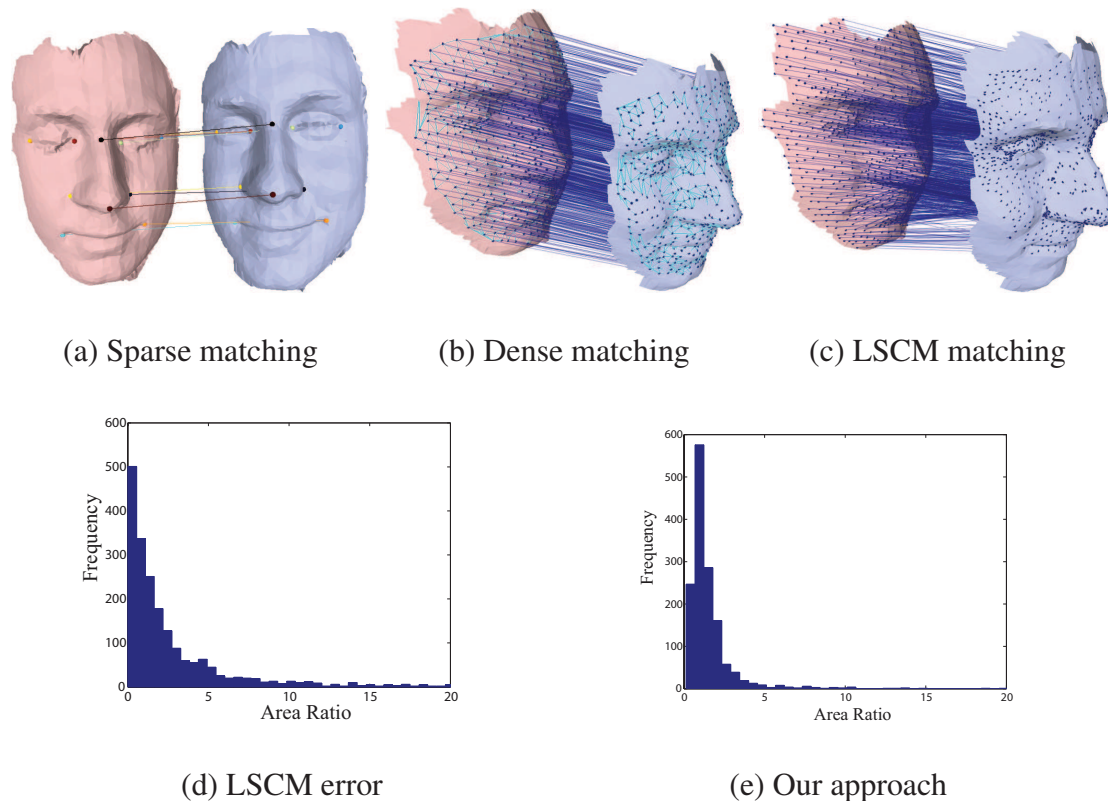 (a) Sparse matching
(b) Dense matching
(c) LSCM matching
600
500
400
300
200
100
0
Frequency
0 5 10 15 20
Area Ratio
600
500
400
300
200
100
0
Frequency
0 5 10 15 20
Area Ratio
(d) LSCM error
(e) Our approach